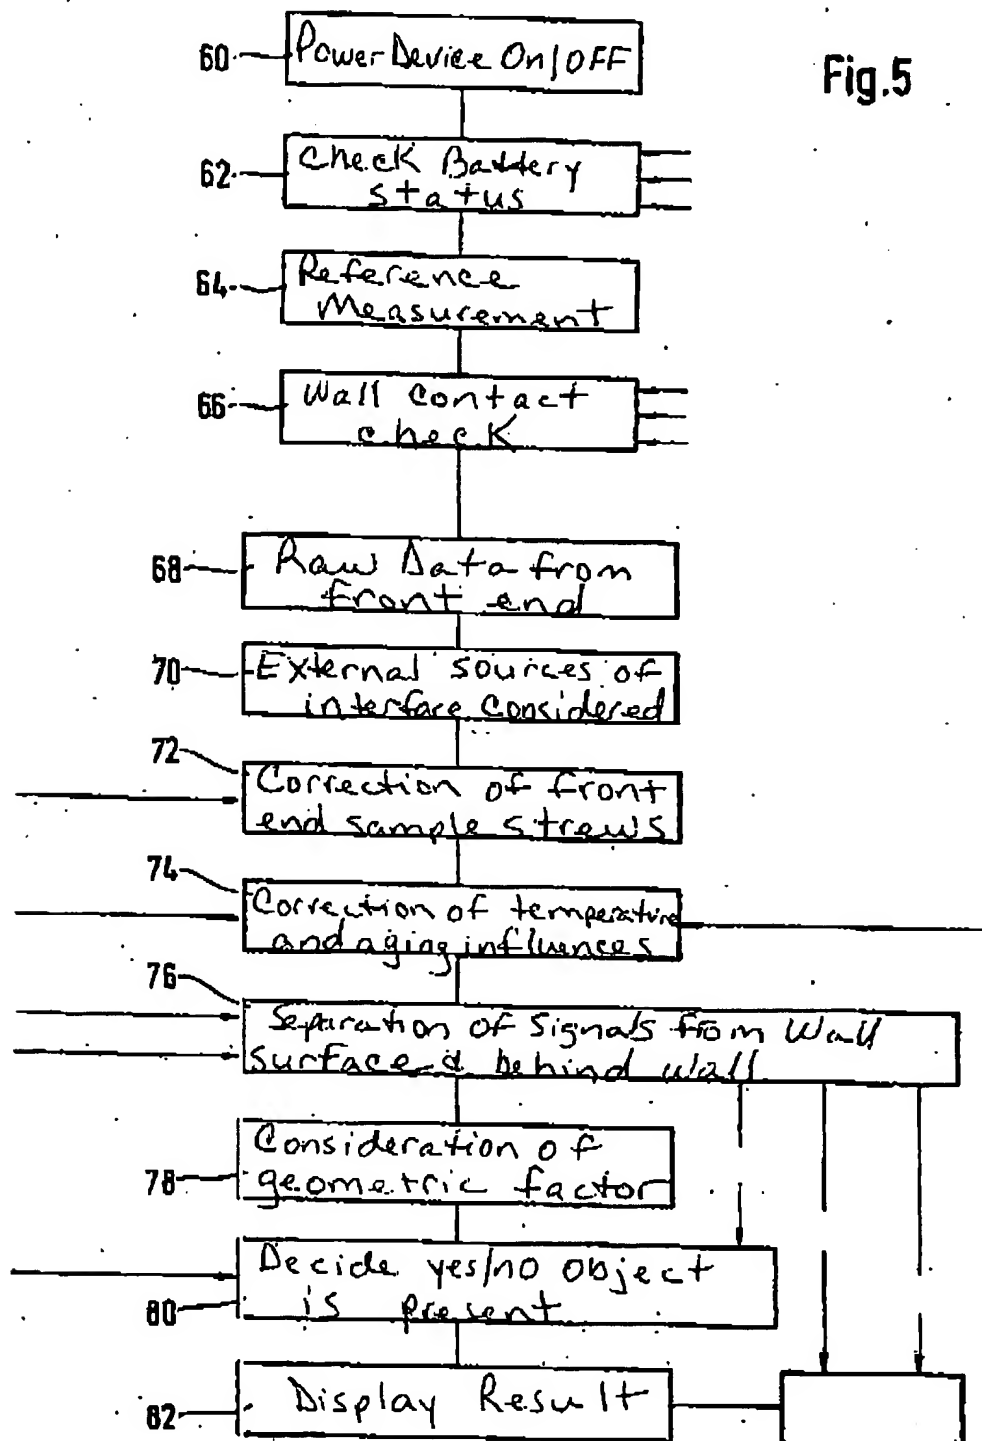 Fig.5
60
Power Device On/OFF
62
Check Battery
status
64
Reference
Measurement
66
Wall Contact
check
68
Raw Data from
front end
70
External sources of
interface Considered
72
Correction of front
end sample strews
74
Correction of temperature
and aging influences
76
Separation of signals from Wall
surface & behind wall
78
Consideration of
geometric factor
80
Decide yes/no object
is present
82
Display Result